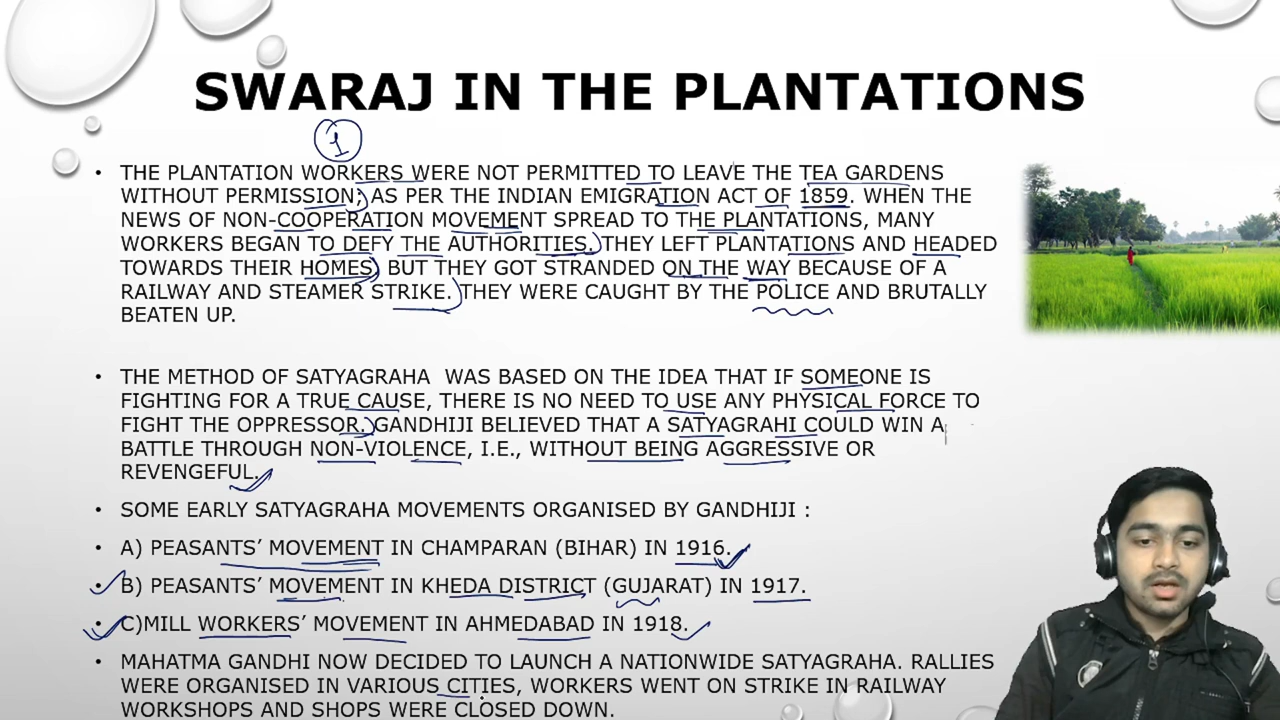 SWARAJ IN THE PLANTATIONS
1
• THE PLANTATION WORKERS WERE NOT PERMITTED TO LEAVE THE TEA GARDENS
WITHOUT PERMISSION; AS PER THE INDIAN EMIGRATION ACT OF 1859. WHEN THE
NEWS OF NON-COOPERATION MOVEMENT SPREAD TO THE PLANTATIONS, MANY
WORKERS BEGAN TO DEFY THE AUTHORITIES. THEY LEFT PLANTATIONS AND HEADED
TOWARDS THEIR HOMES. BUT THEY GOT STRANDED ON THE WAY BECAUSE OF A
RAILWAY AND STEAMER STRIKE. THEY WERE CAUGHT BY THE POLICE AND BRUTALLY
BEATEN UP.
• THE METHOD OF SATYAGRAHA WAS BASED ON THE IDEA THAT IF SOMEONE IS
FIGHTING FOR A TRUE CAUSE, THERE IS NO NEED TO USE ANY PHYSICAL FORCE TO
FIGHT THE OPPRESSOR. GANDHIJI BELIEVED THAT A SATYAGRAHI COULD WIN A
BATTLE THROUGH NON-VIOLENCE, I.E., WITHOUT BEING AGGRESSIVE OR
REVENGEFUL.
• SOME EARLY SATYAGRAHA MOVEMENTS ORGANISED BY GANDHIJI :
• A) PEASANTS’ MOVEMENT IN CHAMPARAN (BIHAR) IN 1916.
• B) PEASANTS’ MOVEMENT IN KHEDA DISTRICT (GUJARAT) IN 1917.
• C)MILL WORKERS’ MOVEMENT IN AHMEDABAD IN 1918.
• MAHATMA GANDHI NOW DECIDED TO LAUNCH A NATIONWIDE SATYAGRAHA. RALLIES
WERE ORGANISED IN VARIOUS CITIES, WORKERS WENT ON STRIKE IN RAILWAY
WORKSHOPS AND SHOPS WERE CLOSED DOWN.